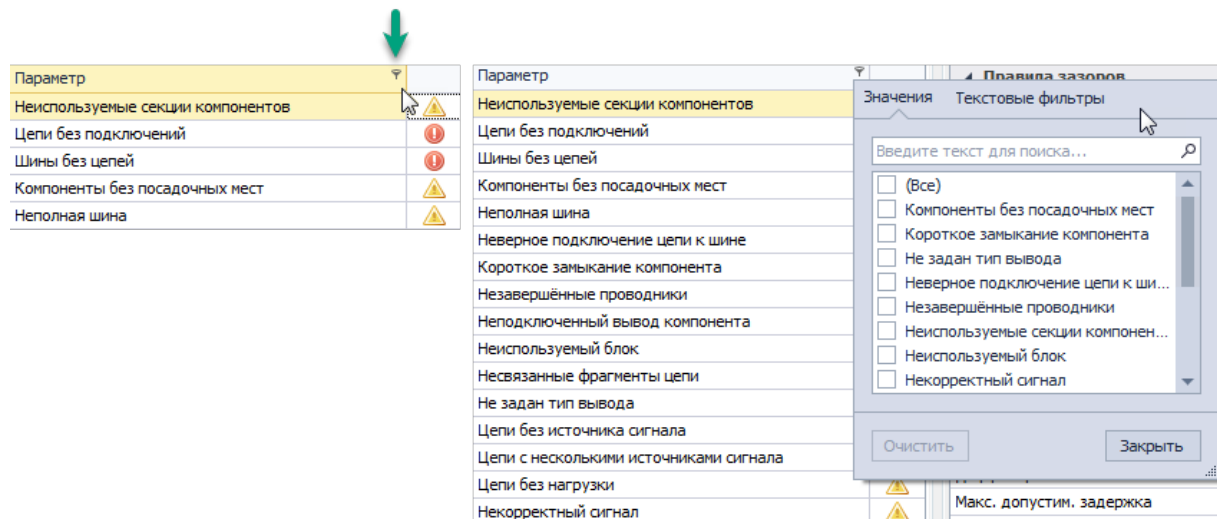 Параметр
Неиспользуемые секции компонентов
Цепи без подключений
Шины без цепей
Компоненты без посадочных мест
Неполная шина
Параметр
Неиспользуемые секции компонентов
Цепи без подключений
Шины без цепей
Компоненты без посадочных мест
Неполная шина
Неверное подключение цепи к шине
Короткое замыкание компонента
Незавершённые проводники
Неподключенный вывод компонента
Неиспользуемый блок
Несвязанные фрагменты цепи
Не задан тип вывода
Цепи без источника сигнала
Цепи с несколькими источниками сигнала
Цепи без нагрузки
Некорректный сигнал
Правила зазоров
Значения Текстовые фильтры
Введите текст для поиска...
(Все)
Компоненты без посадочных мест
Короткое замыкание компонента
Не задан тип вывода
Неверное подключение цепи к ши...
Незавершённые проводники
Неиспользуемые секции компонен...
Неиспользуемый блок
Некорректный сигнал
Очистить Закрыть
Макс. допустим. задержка